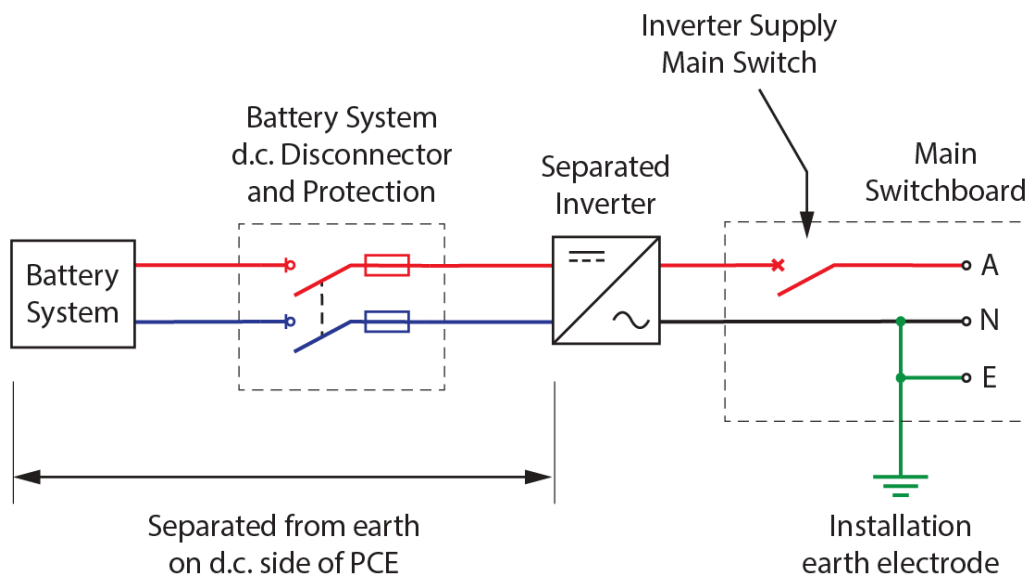 Inverter Supply
Main Switch
Battery System
d.c. Disconnector
and Protection
Separated
Inverter
Main
Switchboard
Battery
System
A
N
E
Separated from earth
on d.c. side of PCE
Installation
earth electrode